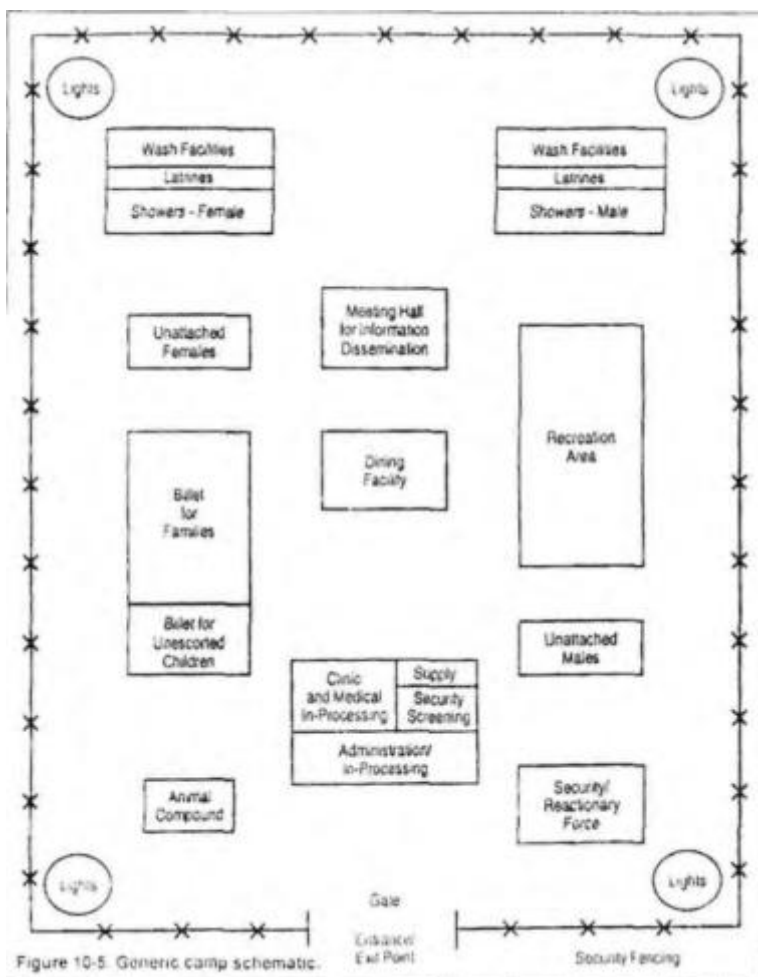 Lights
Lights
Wash Facilities
Latrines
Showers - Female
Wash Facilities
Latrines
Showers - Male
Unattached
Females
Meeting Hall
for Information
Dissemination
Recreation
Area
Billet
for
Families
Dining
Facility
Billet for
Unescorted
Children
Unattached
Males
Clinic
and Medical
In-Processing
Supply
Security
Screening
Administration/
In-Processing
Animal
Compound
Security/
Reactionary
Force
Lights
Lights
Gate
Entrance/
Exit Point
Security Fencing
Figure 10-5. Generic camp schematic.